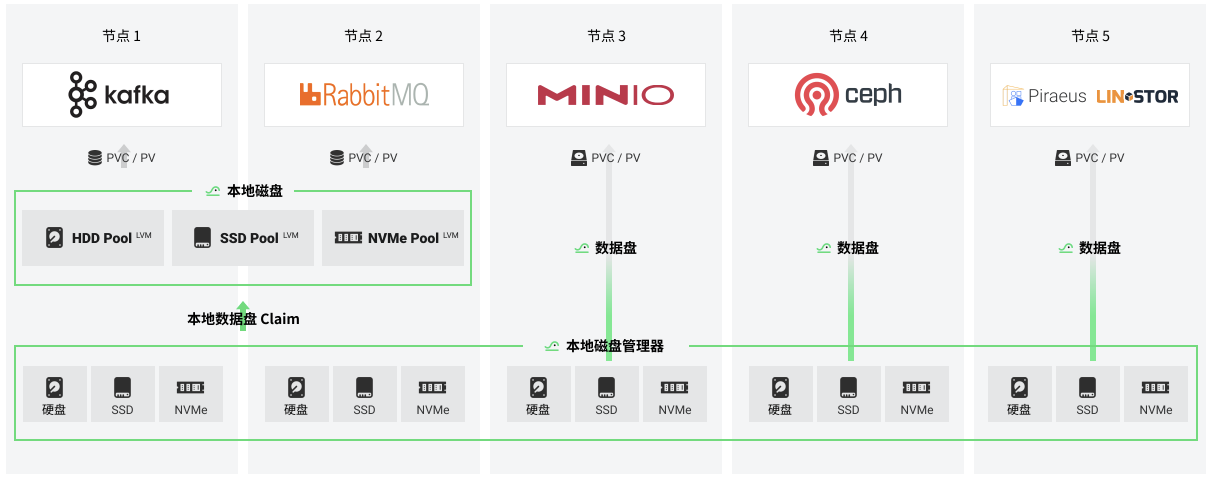 节点 1
节点 2
节点 3
节点 4
节点 5
kafka
RabbitMQ
MINIO
ceph
Piraeus LINSTOR
PVC / PV
PVC / PV
PVC / PV
PVC / PV
PVC / PV
本地磁盘
HDD Pool LVM
SSD Pool LVM
NVMe Pool LVM
数据盘
数据盘
数据盘
本地数据盘 Claim
本地磁盘管理器
硬盘
SSD
NVMe
硬盘
SSD
NVMe
硬盘
SSD
NVMe
硬盘
SSD
NVMe
硬盘
SSD
NVMe